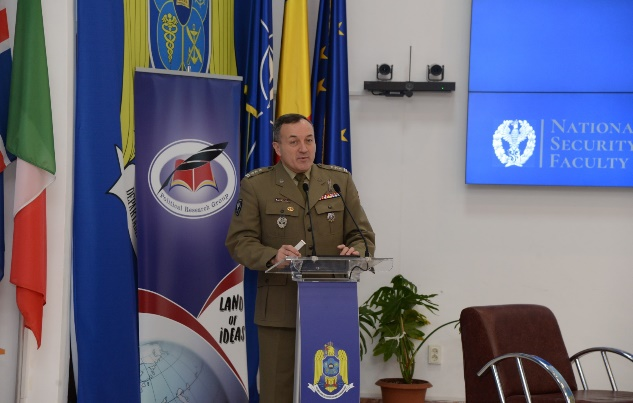 Political Research Group
LAND
OF
IDEAS
NATIONAL
SECURITY
FACULTY